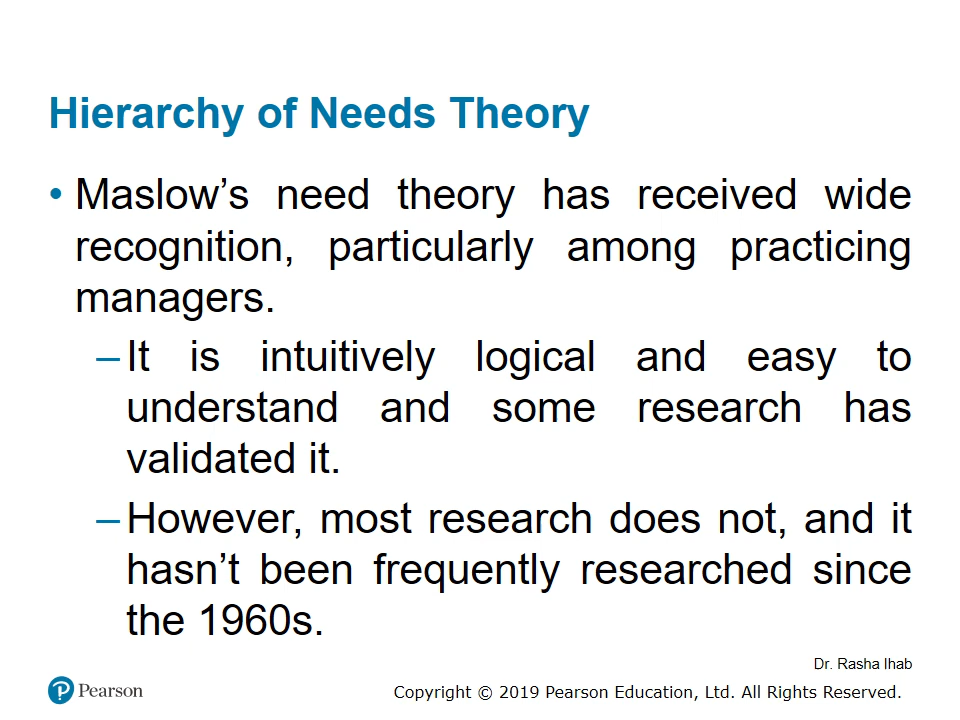 Hierarchy of Needs Theory
• Maslow’s need theory has received wide
recognition, particularly among practicing
managers.
– It is intuitively logical and easy to
understand and some research has
validated it.
– However, most research does not, and it
hasn’t been frequently researched since
the 1960s.
Dr. Rasha Ihab
Pearson
Copyright © 2019 Pearson Education, Ltd. All Rights Reserved.